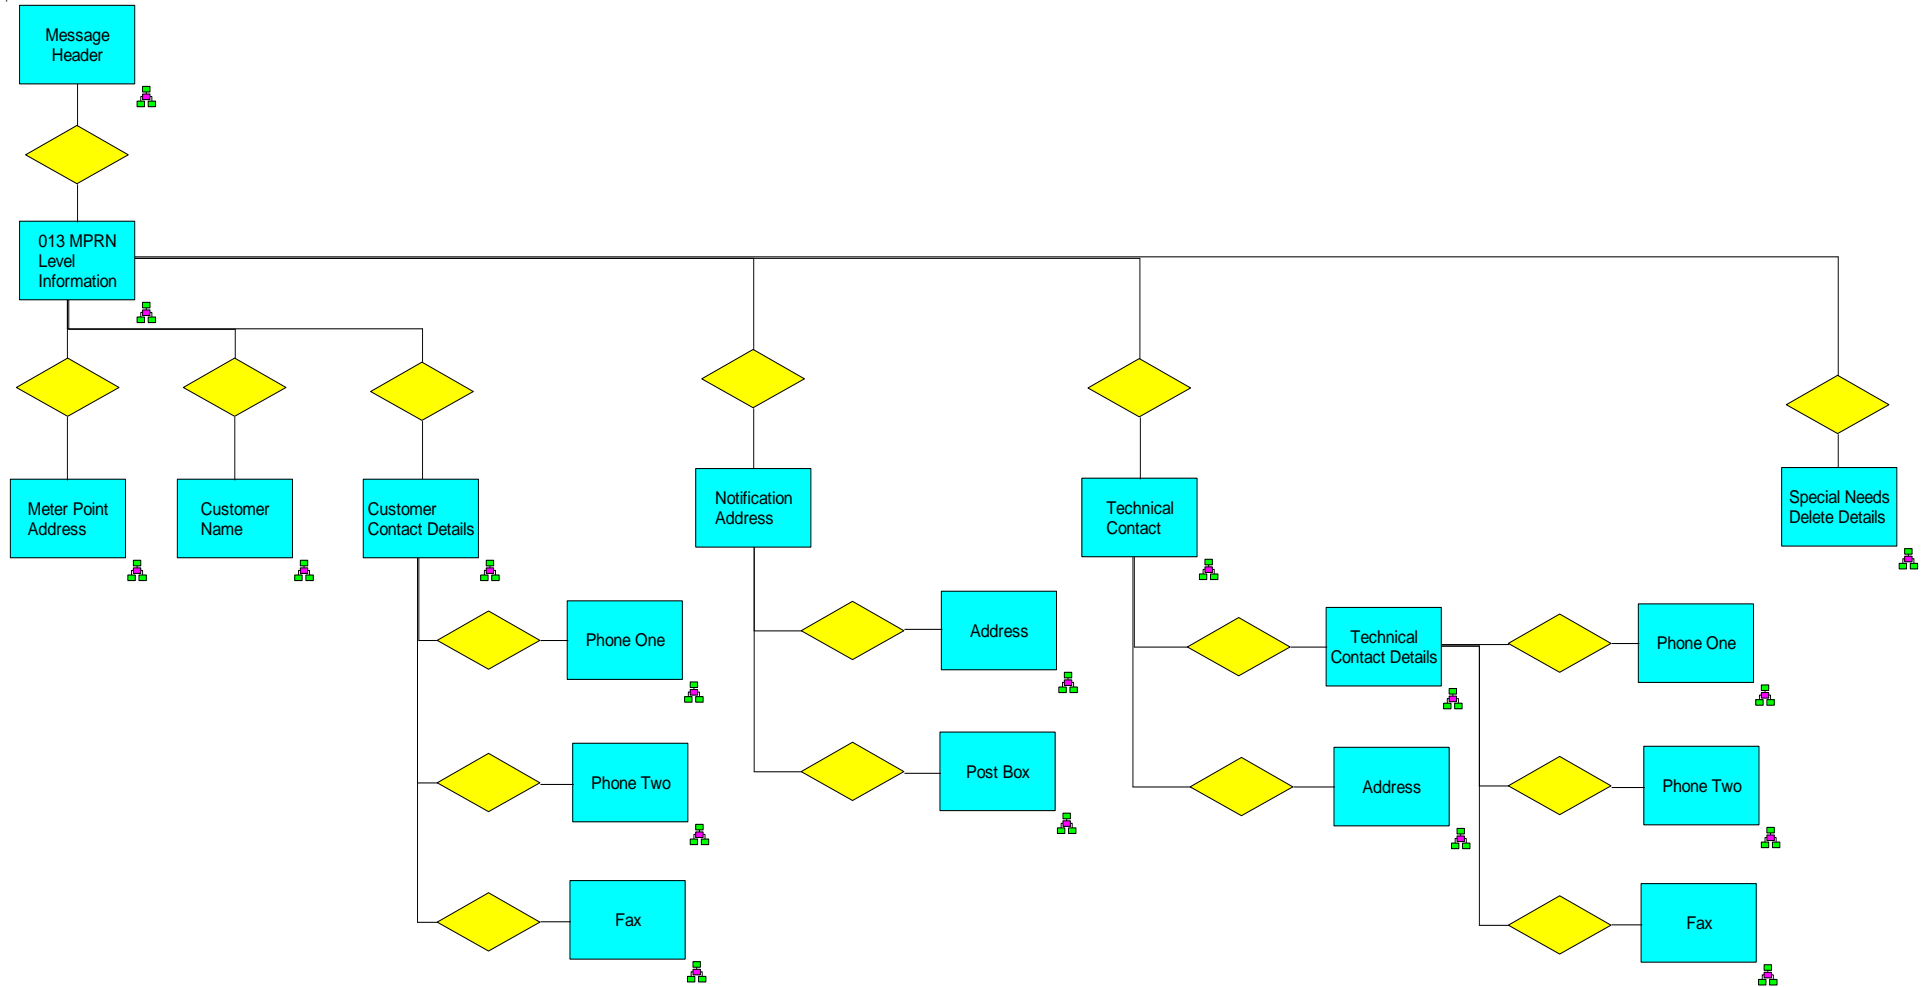 Message
Header
013 MPRN
Level
Information
Meter Point
Address
Customer
Name
Customer
Contact Details
Notification
Address
Technical
Contact
Special Needs
Delete Details
Phone One
Address
Technical
Contact Details
Phone One
Phone Two
Post Box
Address
Phone Two
Fax
Fax